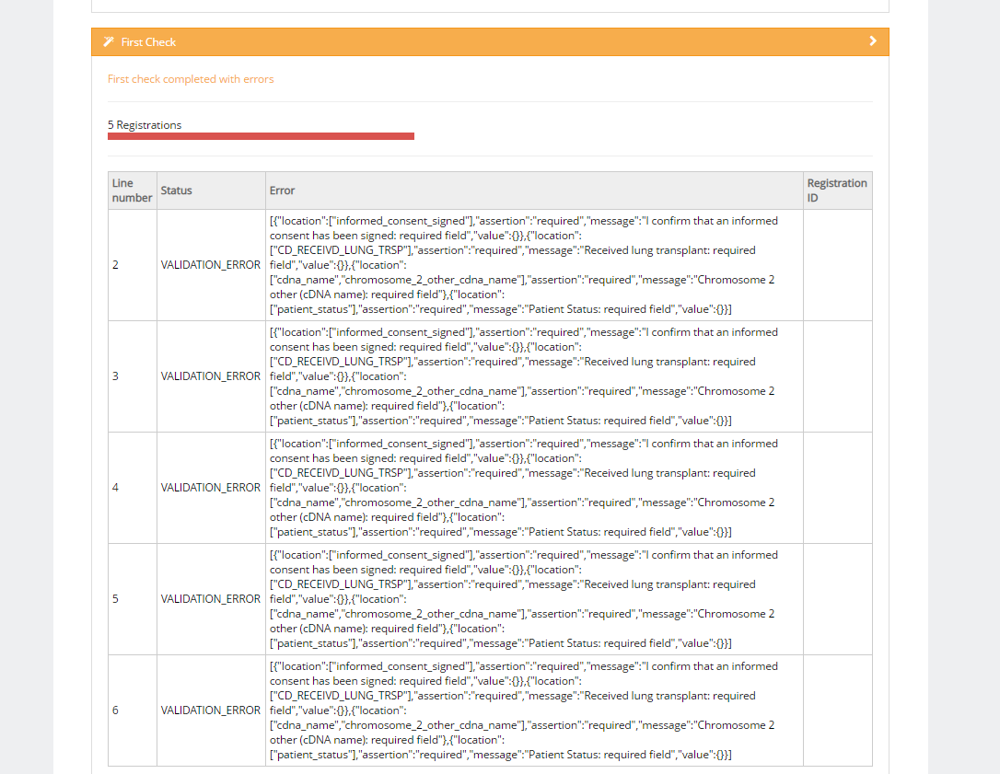 First Check
First check completed with errors
5 Registrations
Line number
Status
Error
Registration ID
2
VALIDATION_ERROR
[{"location":["informed_consent_signed"],"assertion":"required","message":"I confirm that an informed
consent has been signed: required field","value":{}},{"location":
["CD_RECEIVD_LUNG_TRSP"],"assertion":"required","message":"Received lung transplant: required
field","value":{}},{"location":
["cdna_name","chromosome_2_other_cdna_name"],"assertion":"required","message":"Chromosome 2
other (cDNA name): required field"},{"location":
["patient_status"],"assertion":"required","message":"Patient Status: required field","value":{}}]
3
VALIDATION_ERROR
[{"location":["informed_consent_signed"],"assertion":"required","message":"I confirm that an informed
consent has been signed: required field","value":{}},{"location":
["CD_RECEIVD_LUNG_TRSP"],"assertion":"required","message":"Received lung transplant: required
field","value":{}},{"location":
["cdna_name","chromosome_2_other_cdna_name"],"assertion":"required","message":"Chromosome 2
other (cDNA name): required field"},{"location":
["patient_status"],"assertion":"required","message":"Patient Status: required field","value":{}}]
4
VALIDATION_ERROR
[{"location":["informed_consent_signed"],"assertion":"required","message":"I confirm that an informed
consent has been signed: required field","value":{}},{"location":
["CD_RECEIVD_LUNG_TRSP"],"assertion":"required","message":"Received lung transplant: required
field","value":{}},{"location":
["cdna_name","chromosome_2_other_cdna_name"],"assertion":"required","message":"Chromosome 2
other (cDNA name): required field"},{"location":
["patient_status"],"assertion":"required","message":"Patient Status: required field","value":{}}]
5
VALIDATION_ERROR
[{"location":["informed_consent_signed"],"assertion":"required","message":"I confirm that an informed
consent has been signed: required field","value":{}},{"location":
["CD_RECEIVD_LUNG_TRSP"],"assertion":"required","message":"Received lung transplant: required
field","value":{}},{"location":
["cdna_name","chromosome_2_other_cdna_name"],"assertion":"required","message":"Chromosome 2
other (cDNA name): required field"},{"location":
["patient_status"],"assertion":"required","message":"Patient Status: required field","value":{}}]
6
VALIDATION_ERROR
[{"location":["informed_consent_signed"],"assertion":"required","message":"I confirm that an informed
consent has been signed: required field","value":{}},{"location":
["CD_RECEIVD_LUNG_TRSP"],"assertion":"required","message":"Received lung transplant: required
field","value":{}},{"location":
["cdna_name","chromosome_2_other_cdna_name"],"assertion":"required","message":"Chromosome 2
other (cDNA name): required field"},{"location":
["patient_status"],"assertion":"required","message":"Patient Status: required field","value":{}}]